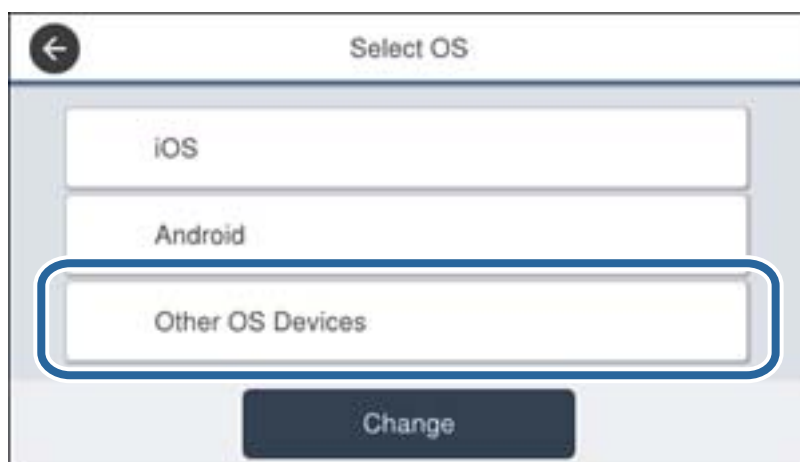 Select OS
iOS
Android
Other OS Devices
Change